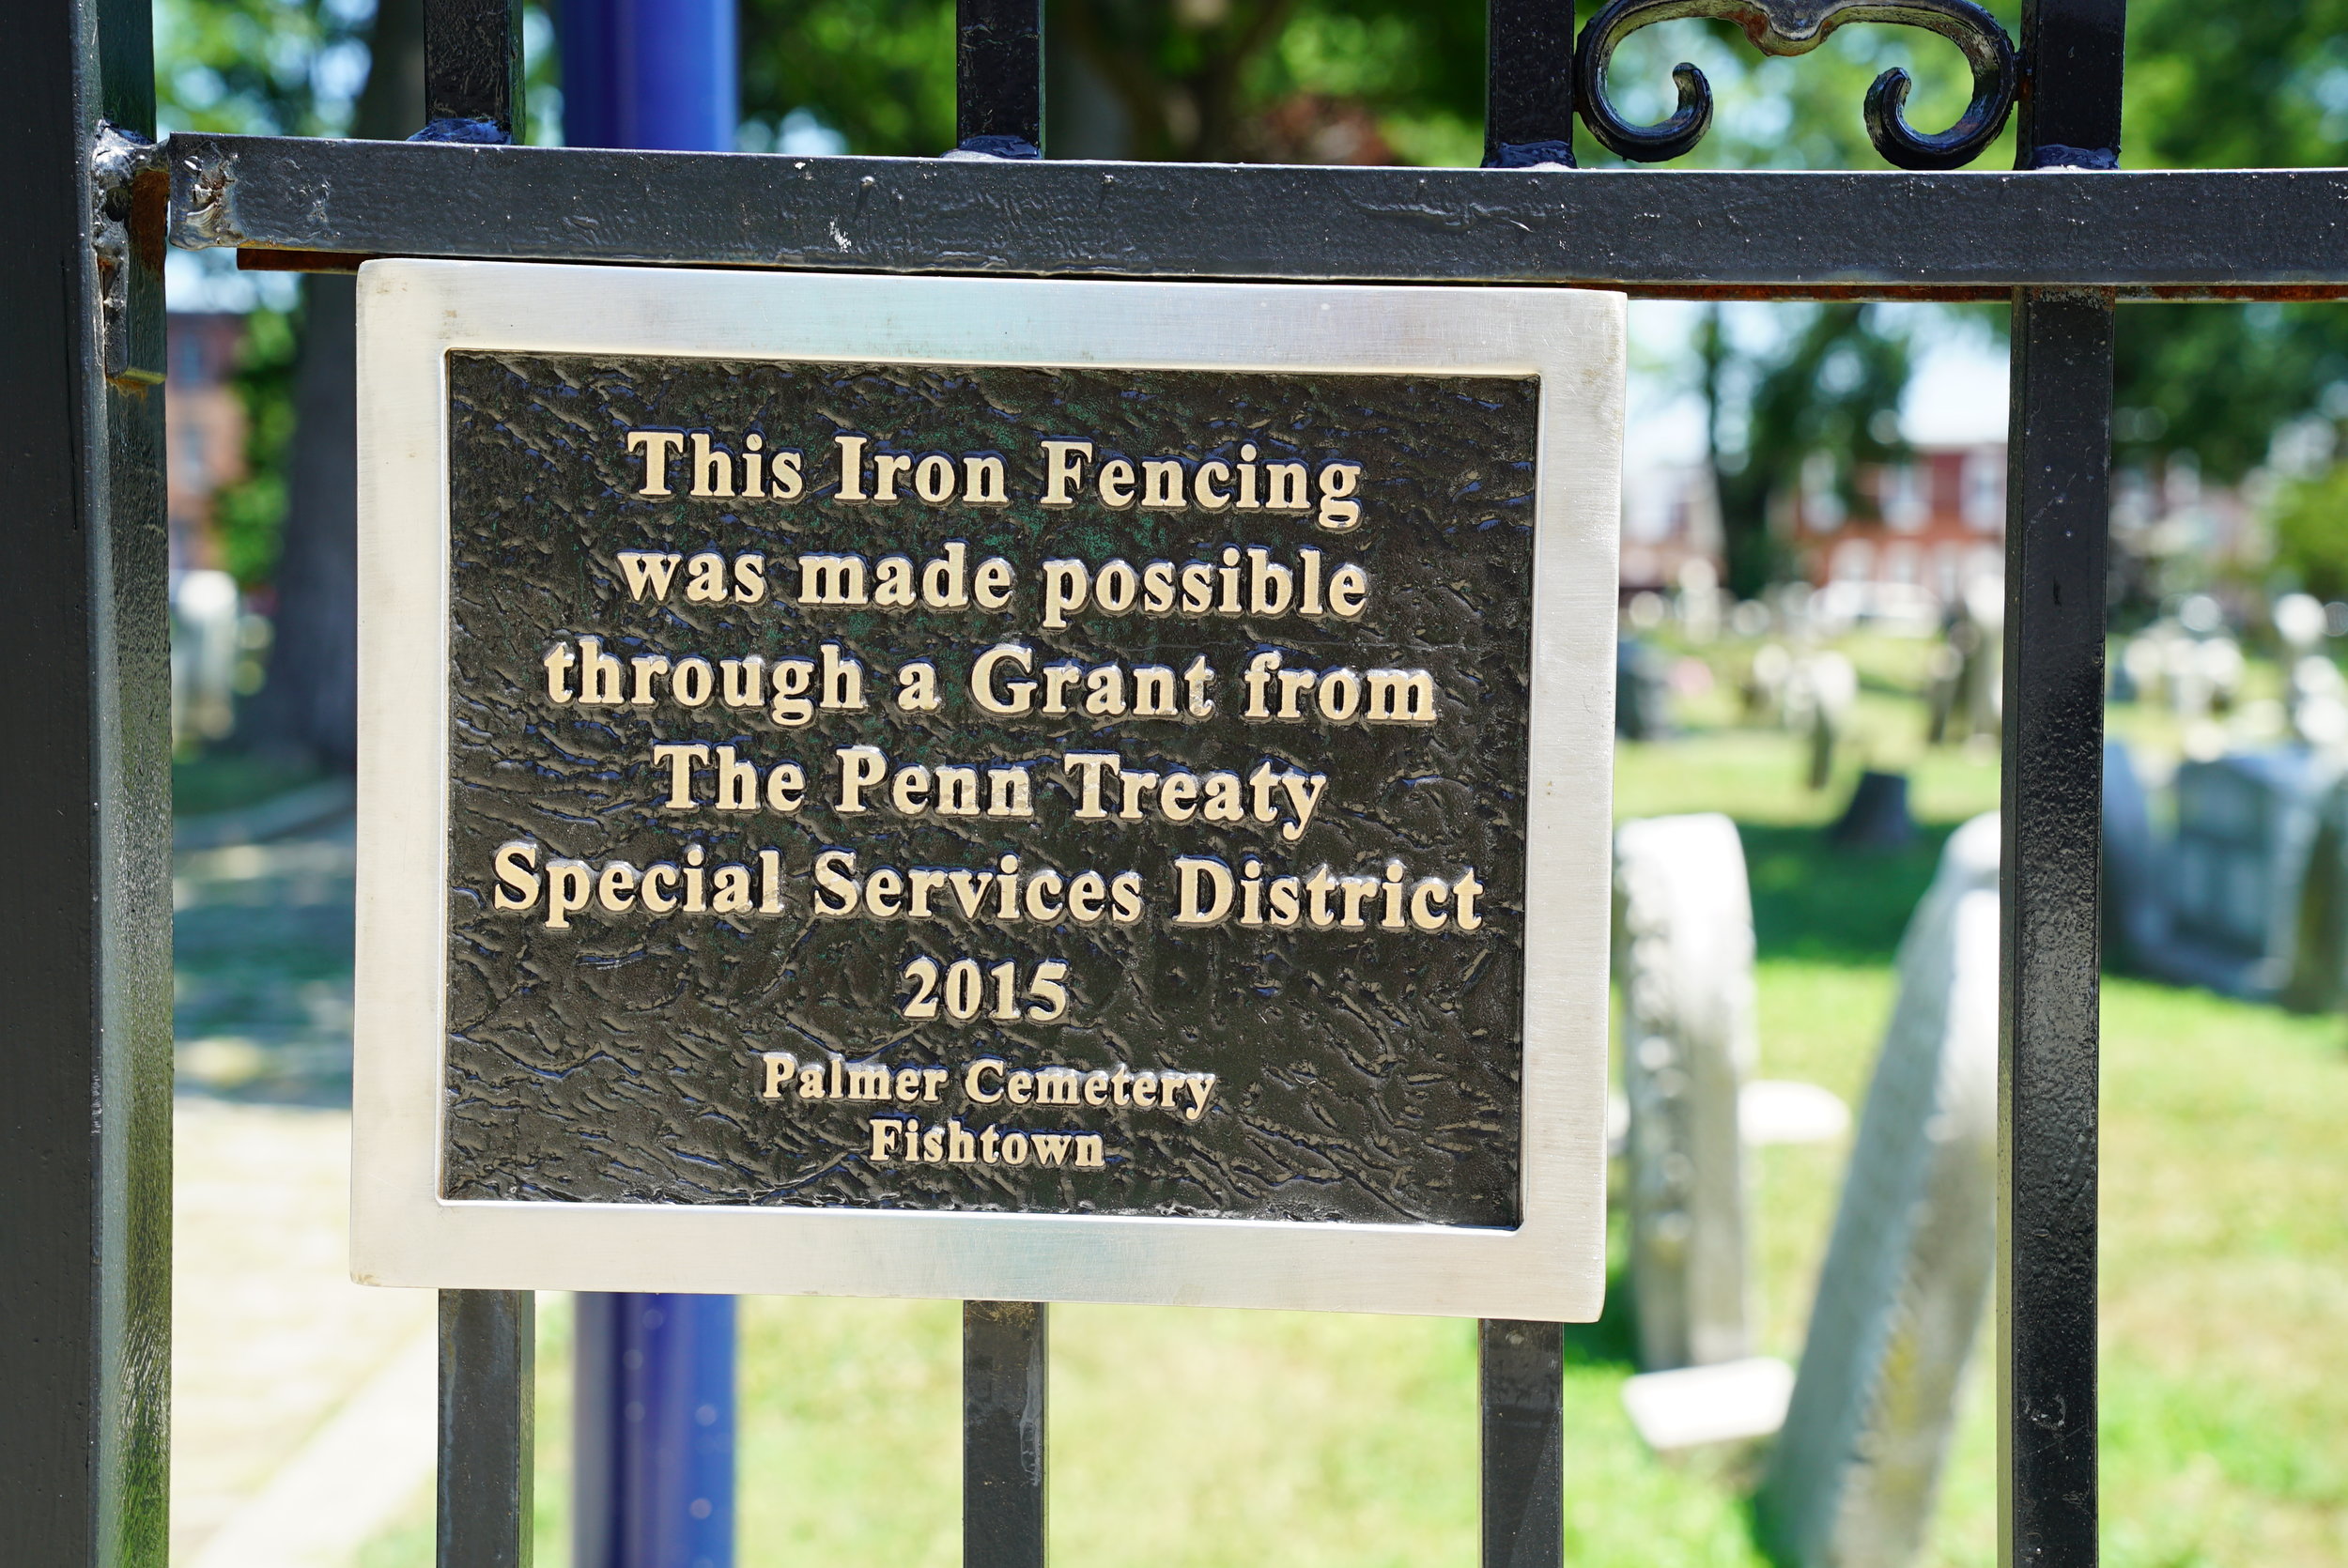 This Iron Fencing
was made possible
through a Grant from
The Penn Treaty
Special Services District
2015
Palmer Cemetery
Fishtown